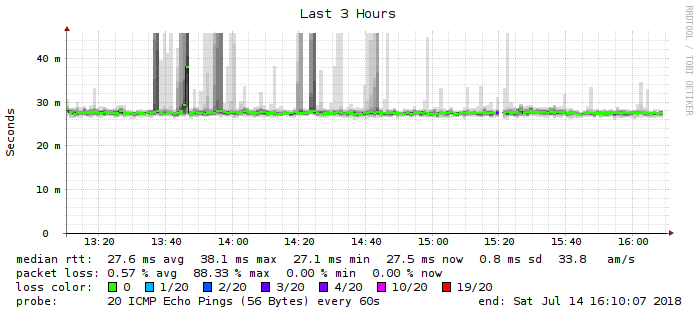 Last 3 Hours
RRDTOOL / TOBI OETIKER
Seconds
40 m
30 m
20 m
10 m
0
13:20 13:40 14:00 14:20 14:40 15:00 15:20 15:40 16:00
median rtt: 27.6 ms avg 38.1 ms max 27.1 ms min 27.5 ms now 0.8 ms sd 33.8 am/s
packet loss: 0.57 % avg 88.33 % max 0.00 % min 0.00 % now
loss color: 0 1/20 2/20 3/20 4/20 10/20 19/20
probe: 20 ICMP Echo Pings (56 Bytes) every 60s end: Sat Jul 14 16:10:07 2018